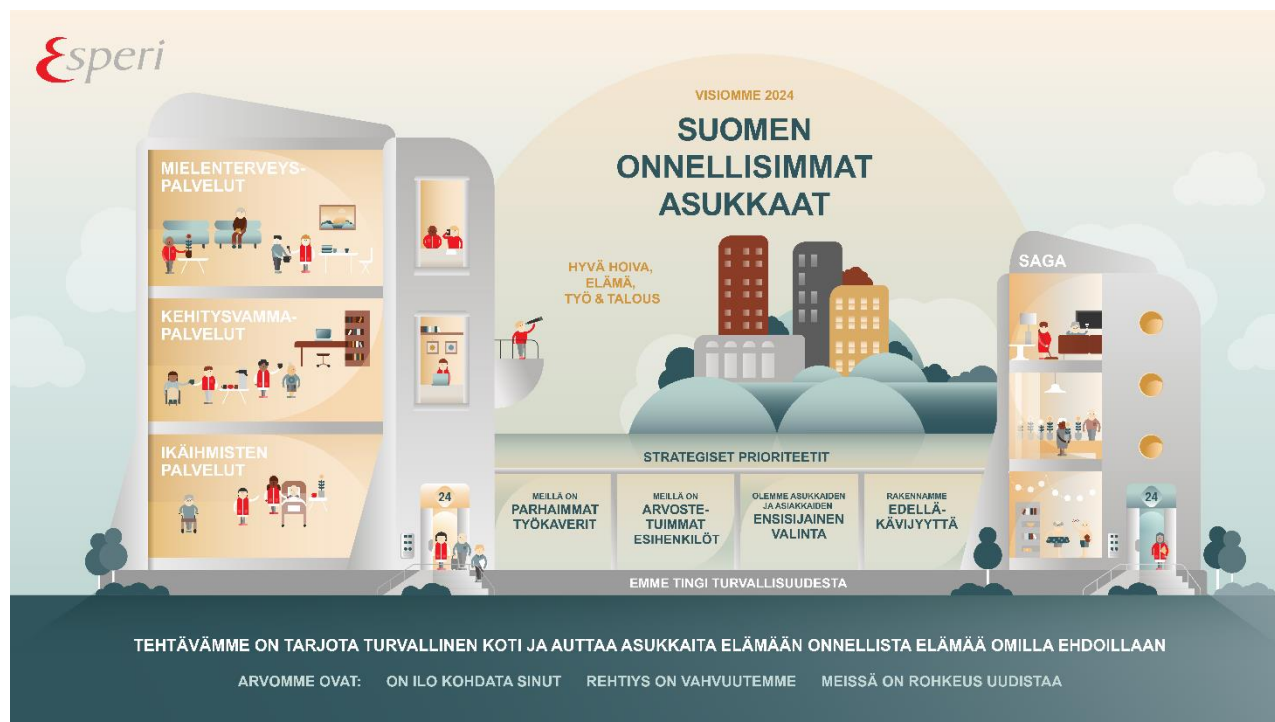 Esperi
VISIOMME 2024
SUOMEN
ONNELLISIMMAT
ASUKKAAT
HYVÄ HOIVA,
ELÄMÄ,
TYÖ & TALOUS
MIELENTERVEYS-
PALVELUT
KEHITYSVAMMA-
PALVELUT
IKÄIHMISTEN
PALVELUT
24
SAGA
24
STRATEGISET PRIORITEETIT
MEILLÄ ON
PARHAIMMAT
TYÖKAVERIT
MEILLÄ ON
ARVOSTE-
TUIMMAT
ESIHENKILÖT
OLEMME ASUKKAIDEN
JA ASIAKKAIDEN
ENSISIJAINEN
VALINTA
RAKENNAMME
EDELLÄ-
KÄVIJYYTTÄ
EMME TINGI TURVALLISUUDESTA
TEHTÄVÄMME ON TARJOTA TURVALLINEN KOTI JA AUTTAA ASUKKAITA ELÄMÄÄN ONNELLISTA ELÄMÄÄ OMILLA EHDOILLAAN
ARVOMME OVAT: ON ILO KOHDATA SINUT REHTIYS ON VAHVUUTEMME MEISSÄ ON ROHKEUS UUDISTAA